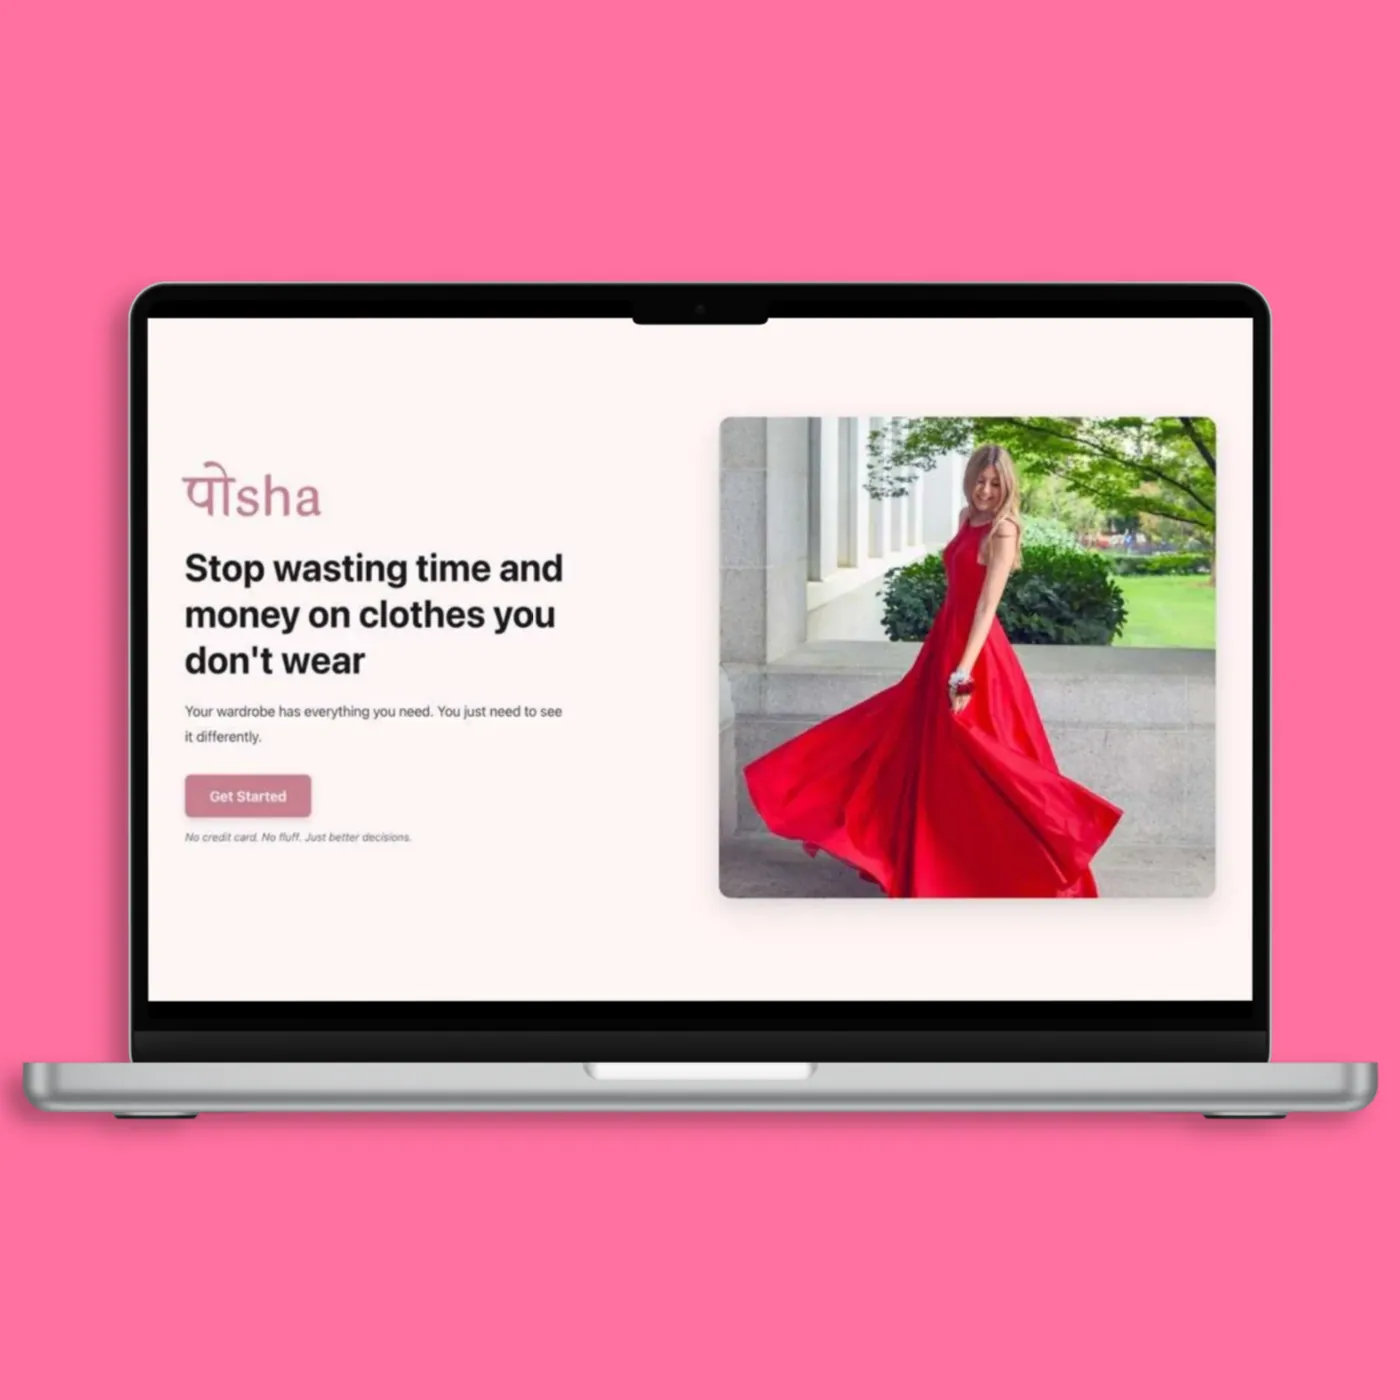 पोsha
Stop wasting time and
money on clothes you
don't wear
Your wardrobe has everything you need. You just need to see
it differently.
Get Started
No credit card. No fluff. Just better decisions.